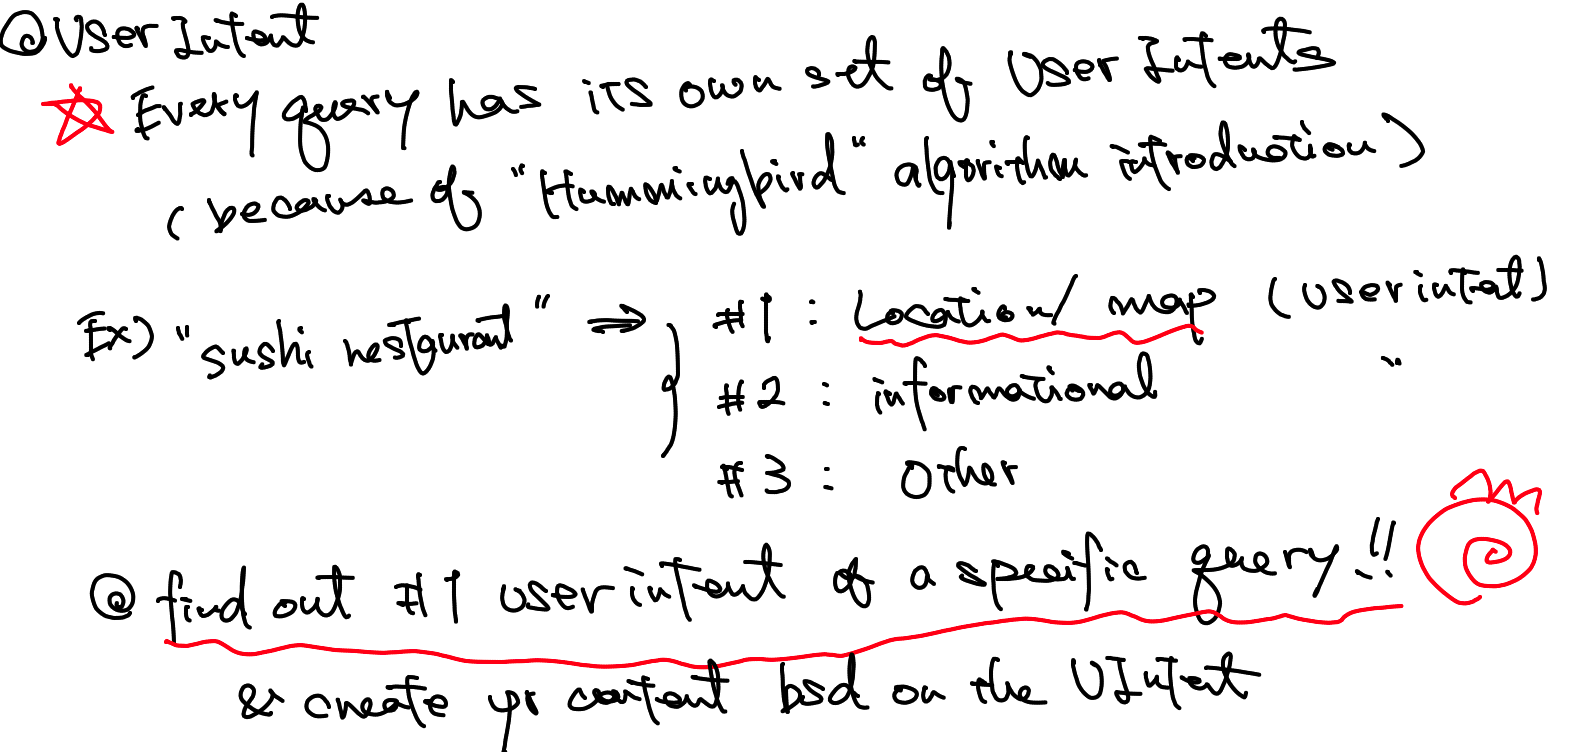 @User Intent
☆ Every query has its own set of User Intents
(because of "Hummingbird" algorithm introduction)
Ex) "sushi restaurant" ⇒ #1 : Location/ map (user intent)
#2 : informational "
#3 : Other
@ find out #1 user intent of a specific query!!
& create yr content bsd on the UIntent